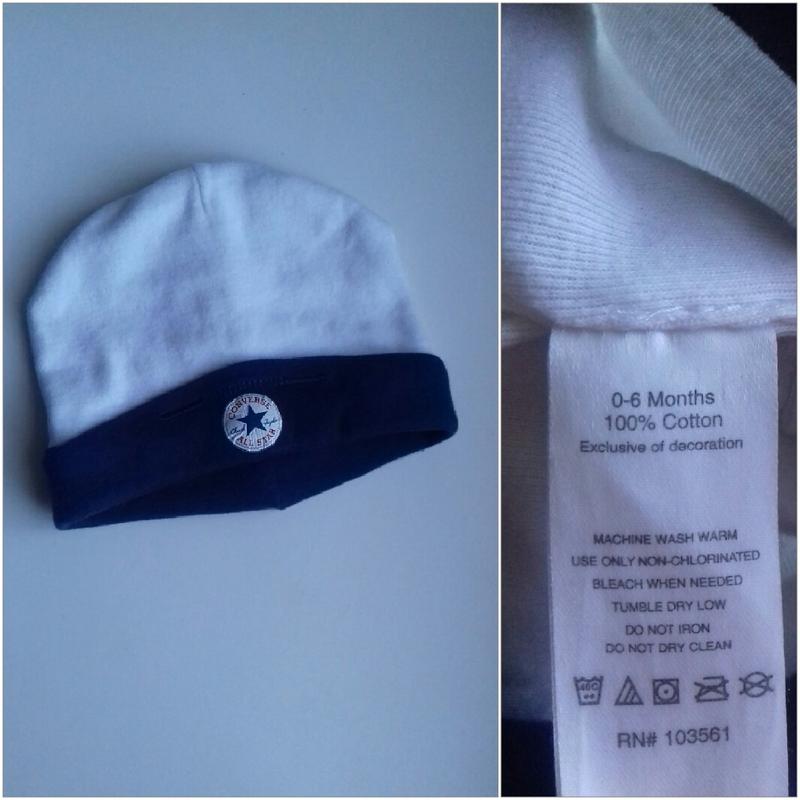 CONVERSE
ALL STAR
0-6 Months
100% Cotton
Exclusive of decoration
MACHINE WASH WARM
USE ONLY NON-CHLORINATED
BLEACH WHEN NEEDED
TUMBLE DRY LOW
DO NOT IRON
DO NOT DRY CLEAN
40C
RN# 103561